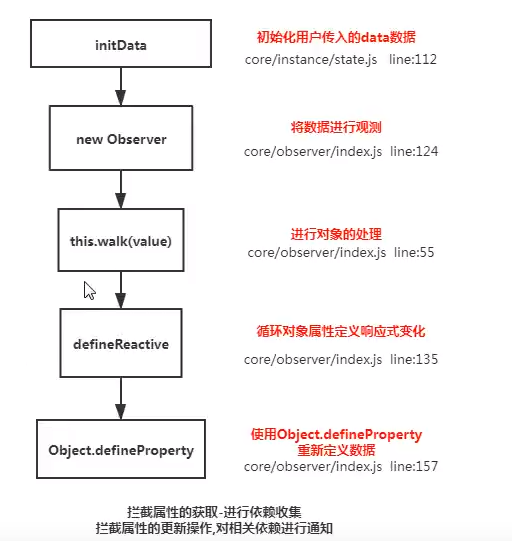 initData
初始化用户传入的data数据
core/instance/state.js line:112
new Observer
将数据进行观测
core/observer/index.js line:124
this.walk(value)
进行对象的处理
core/observer/index.js line:55
defineReactive
循环对象属性定义响应式变化
core/observer/index.js line:135
Object.defineProperty
使用Object.defineProperty
重新定义数据
core/observer/index.js line:157
拦截属性的获取-进行依赖收集
拦截属性的更新操作,对相关依赖进行通知